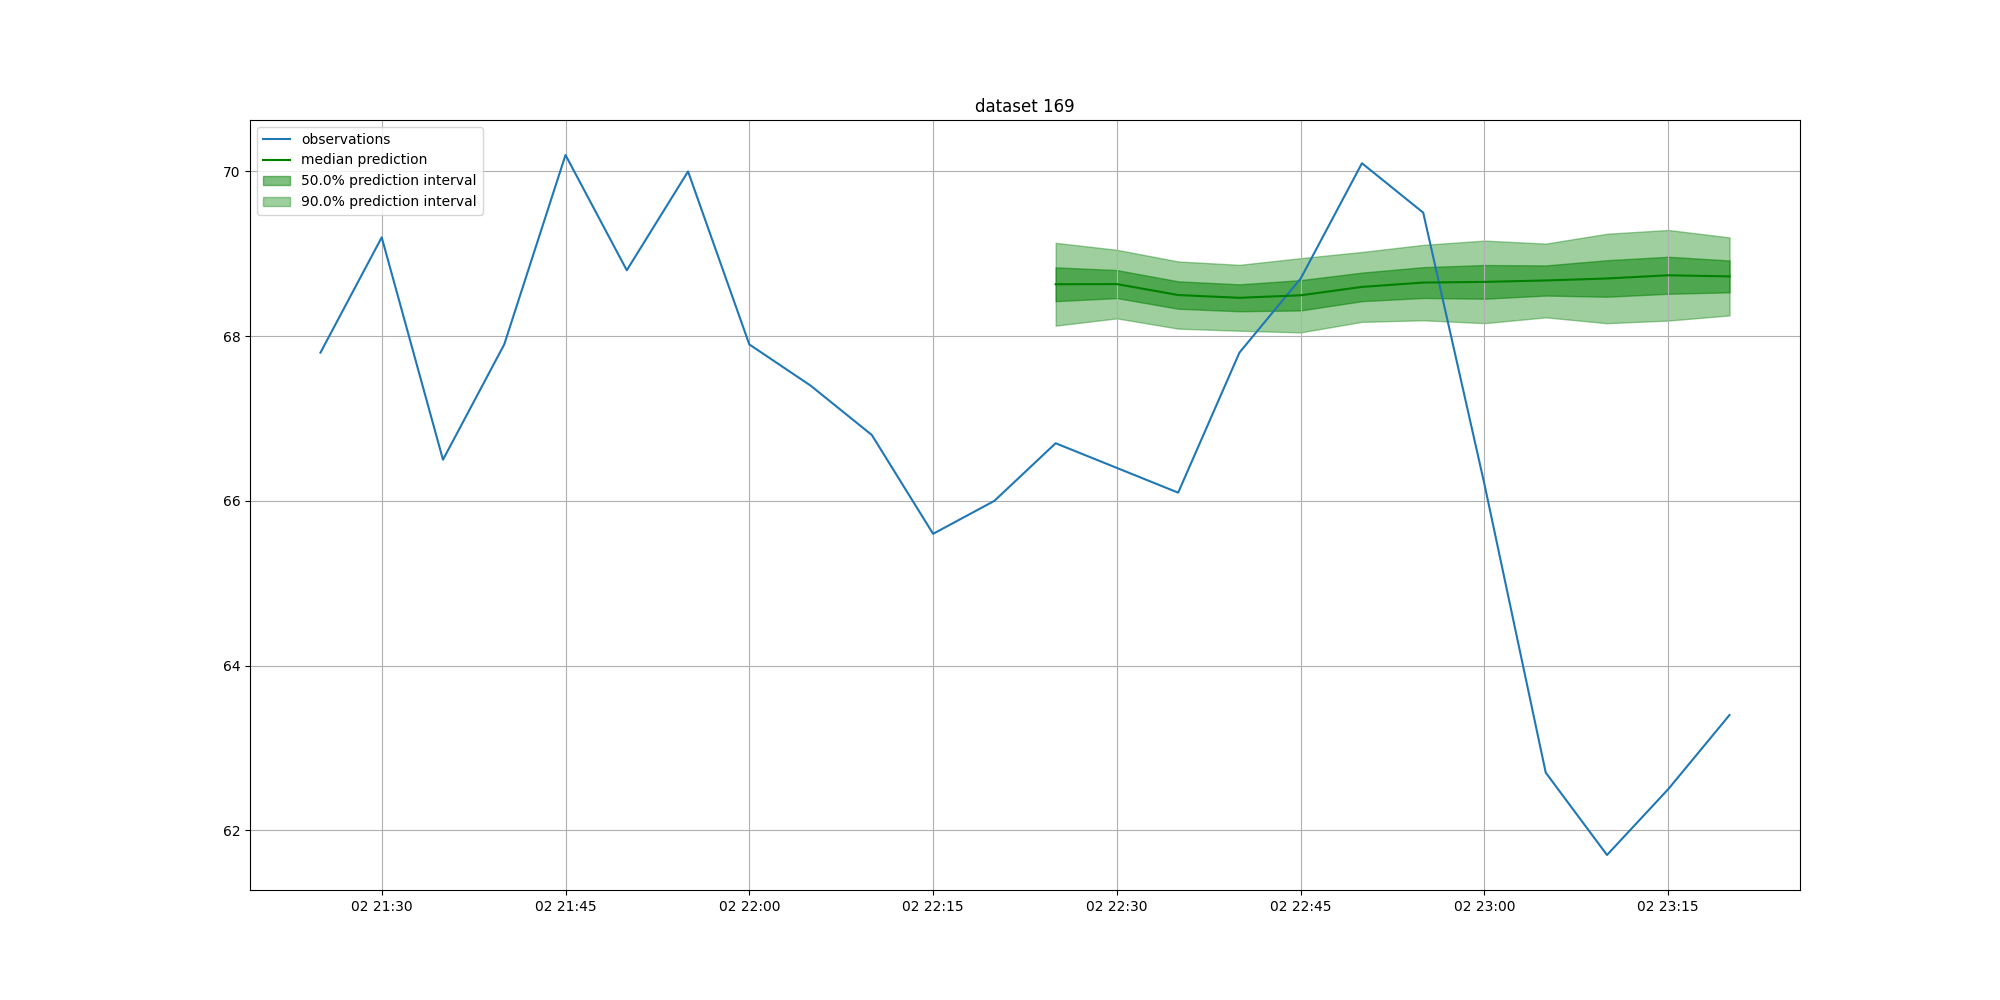 dataset 169
observations
median prediction
50.0% prediction interval
90.0% prediction interval
70
68
66
64
62
02 21:30
02 21:45
02 22:00
02 22:15
02 22:30
02 22:45
02 23:00
02 23:15